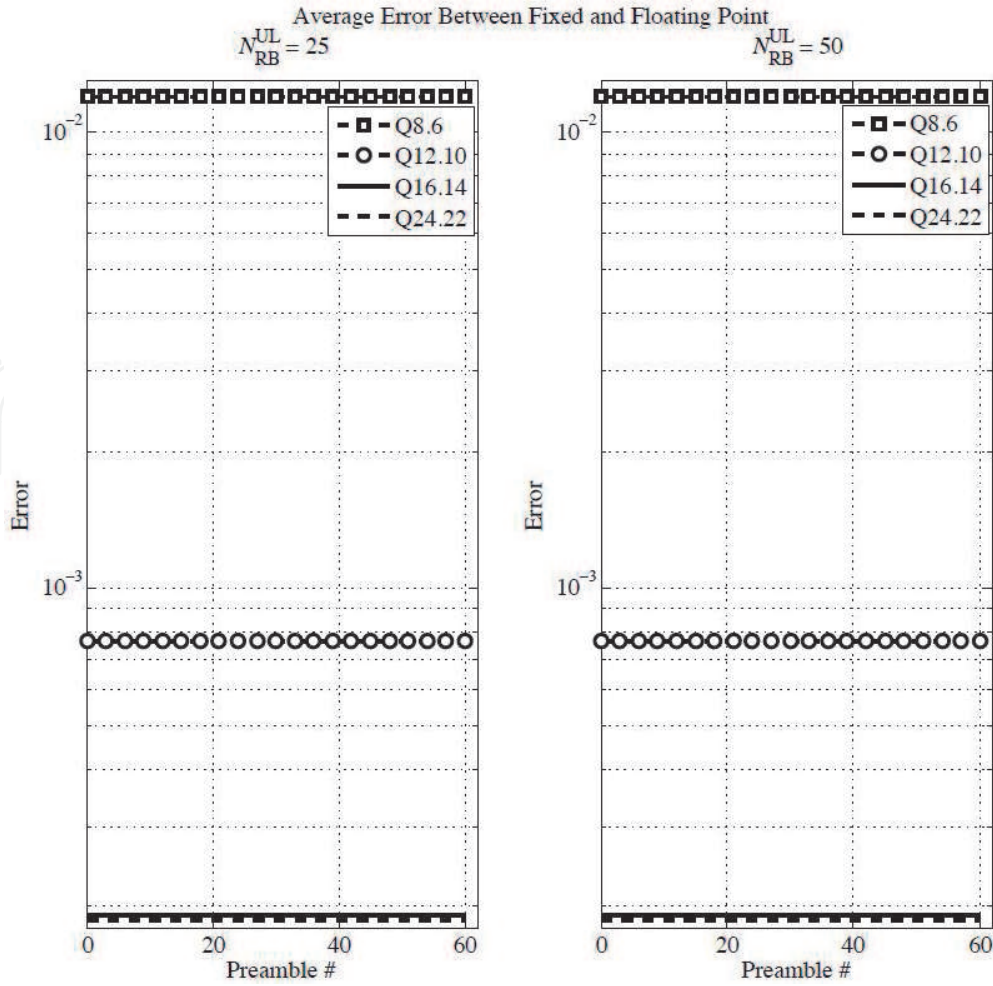 Average Error Between Fixed and Floating Point
N_RB^UL = 25
10^−2
10^−3
Error
Q8.6
Q12.10
Q16.14
Q24.22
0 20 40 60
Preamble #
N_RB^UL = 50
10^−2
10^−3
Error
Q8.6
Q12.10
Q16.14
Q24.22
0 20 40 60
Preamble #